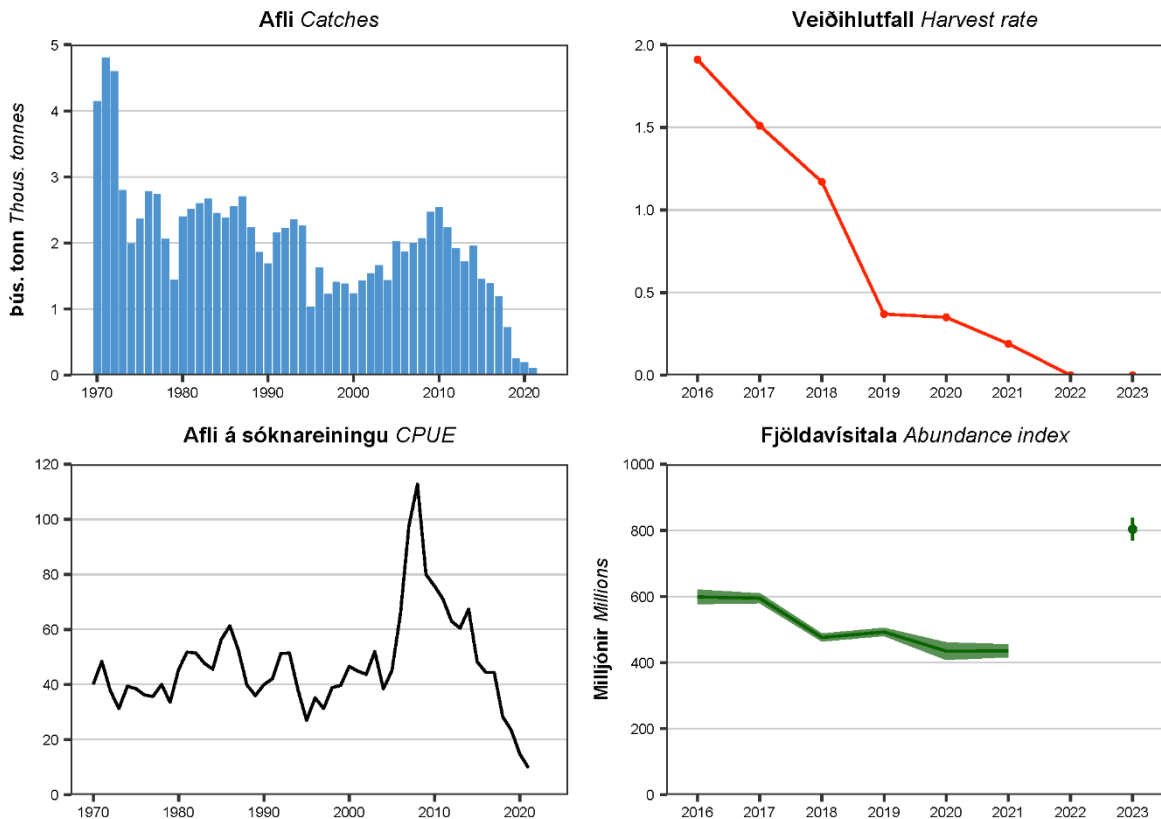 Afli Catches
Þús. tonn Thous. tonnes
5
4
3
2
1
0
1970 1980 1990 2000 2010 2020
Veiðihlutfall Harvest rate
2.0
1.5
1.0
0.5
0.0
2016 2017 2018 2019 2020 2021 2022 2023
Afli á sóknareiningu CPUE
120
100
80
60
40
20
0
1970 1980 1990 2000 2010 2020
Fjöldavísitala Abundance index
Milljónir Millions
1000
800
600
400
200
0
2016 2017 2018 2019 2020 2021 2022 2023